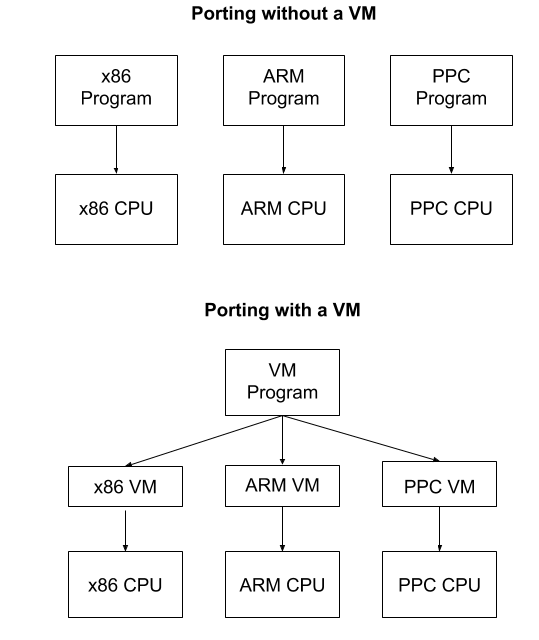 Porting without a VM
x86
Program
ARM
Program
PPC
Program
x86 CPU
ARM CPU
PPC CPU
Porting with a VM
VM
Program
x86 VM
ARM VM
PPC VM
x86 CPU
ARM CPU
PPC CPU